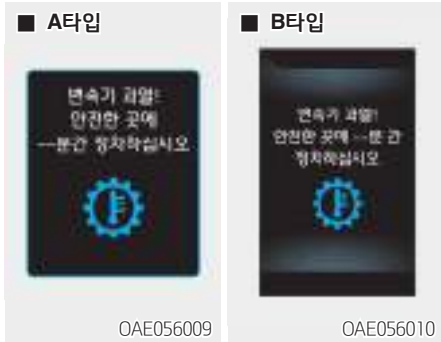 ■ A타입
변속기 과열!
안전한 곳에
--분간 정차하십시오
OAE056009
■ B타입
변속기 과열!
안전한 곳에 --분 간
정차하십시오
OAE056010